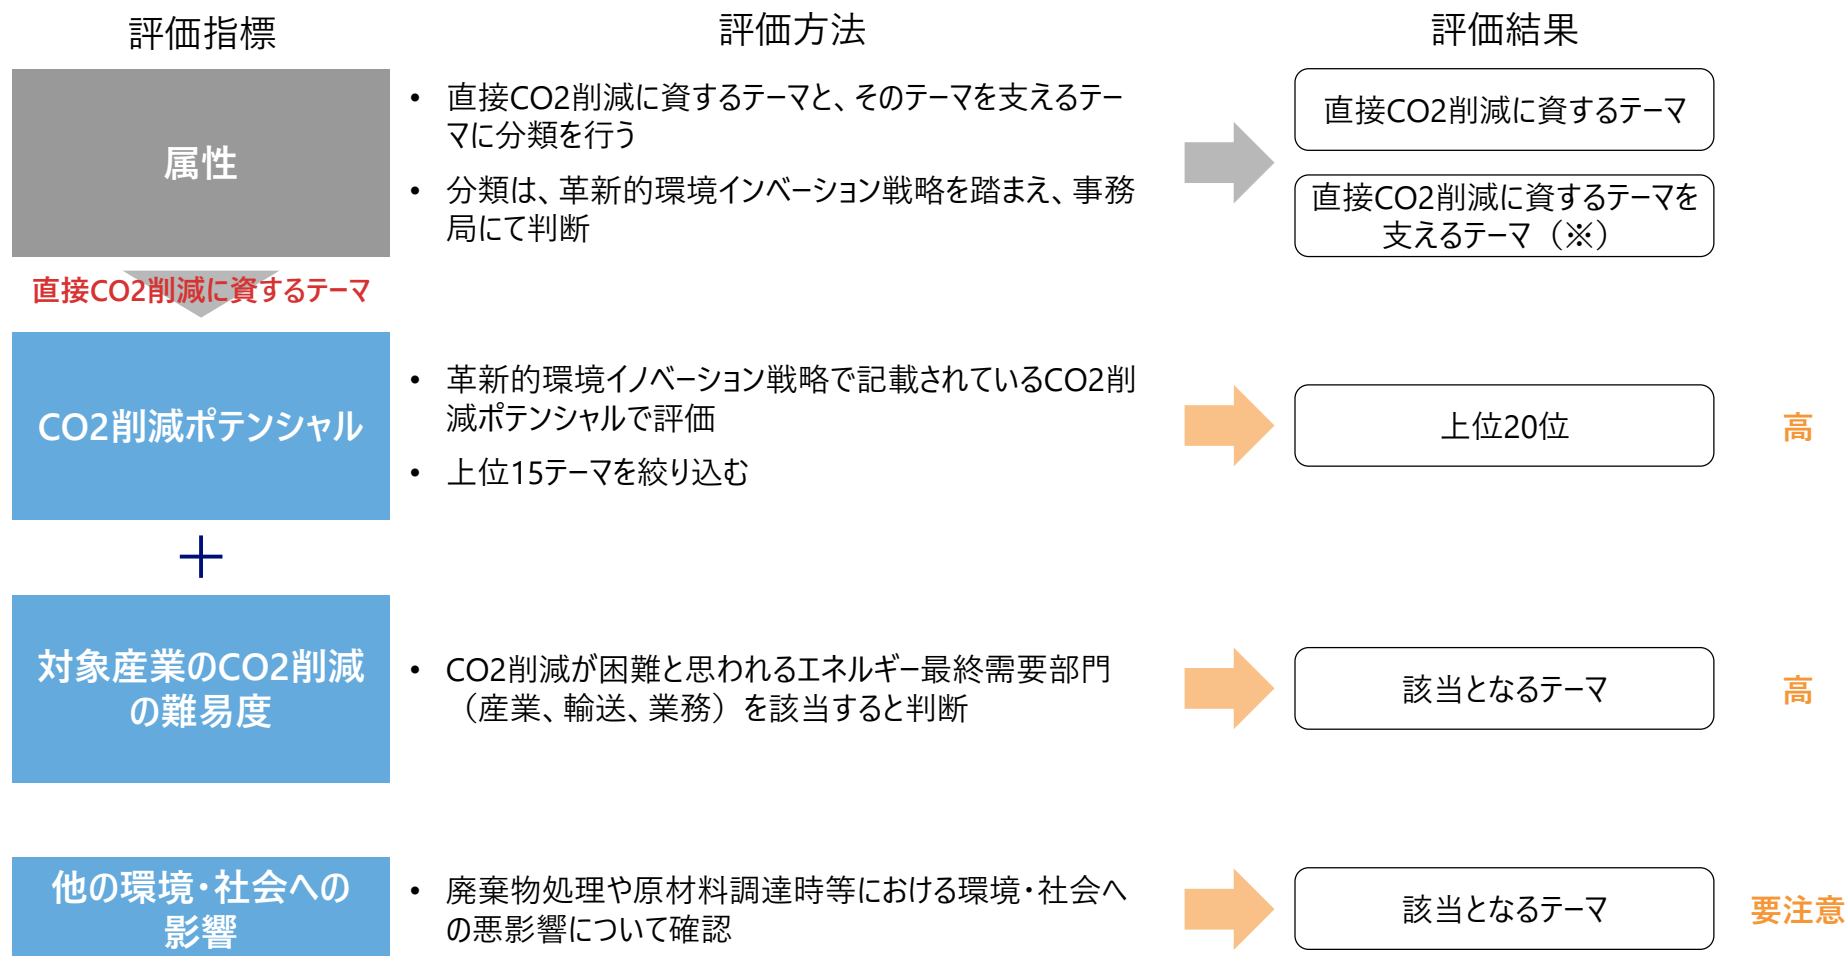 評価指標
評価方法
評価結果
属性
• 直接CO2削減に資するテーマと、そのテーマを支えるテー
マに分類を行う
• 分類は、革新的環境インベーション戦略を踏まえ、事務
局にて判断
直接CO2削減に資するテーマ
直接CO2削減に資するテーマを
支えるテーマ（※）
直接CO2削減に資するテーマ
CO2削減ポテンシャル
• 革新的環境イノベーション戦略で記載されているCO2削
減ポテンシャルで評価
• 上位15テーマを絞り込む
上位20位
高
＋
対象産業のCO2削減
の難易度
• CO2削減が困難と思われるエネルギー最終需要部門
（産業、輸送、業務）を該当すると判断
該当となるテーマ
高
他の環境・社会への
影響
• 廃棄物処理や原材料調達時等における環境・社会へ
の悪影響について確認
該当となるテーマ
要注意